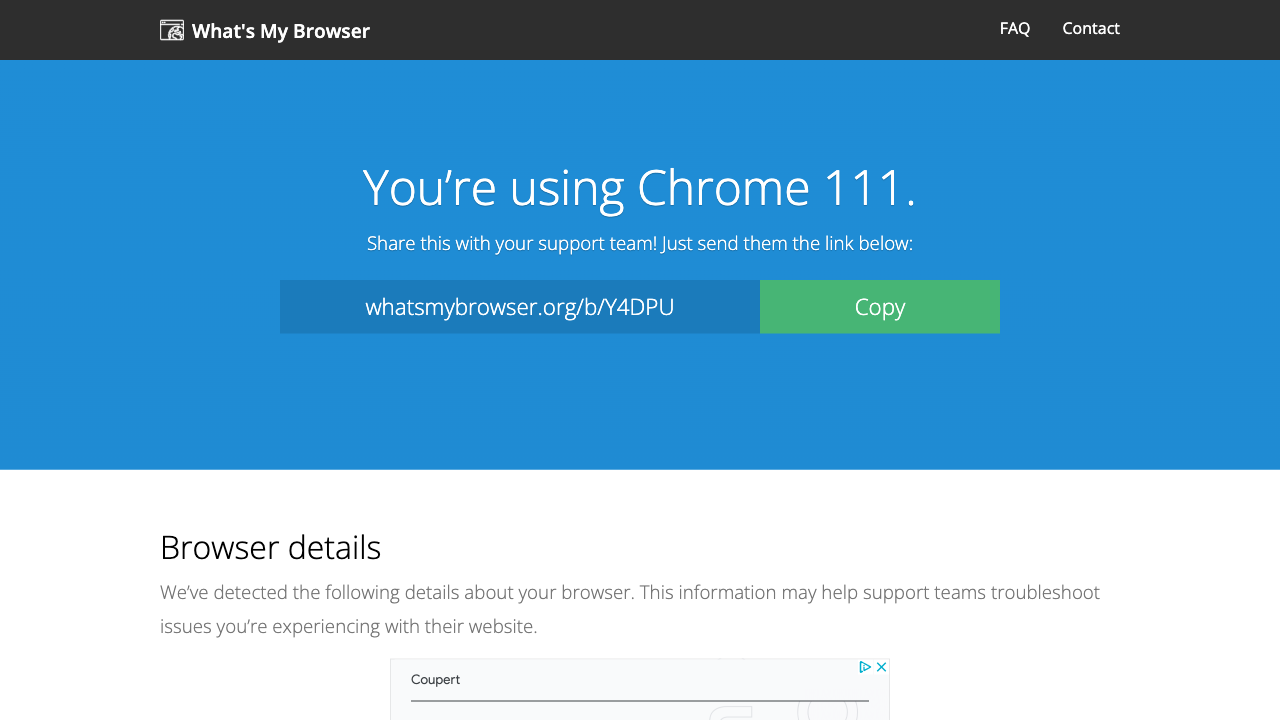 What's My Browser
FAQ
Contact
You’re using Chrome 111.
Share this with your support team! Just send them the link below:
whatsmybrowser.org/b/Y4DPU
Copy
Browser details
We’ve detected the following details about your browser. This information may help support teams troubleshoot
issues you’re experiencing with their website.
Coupert